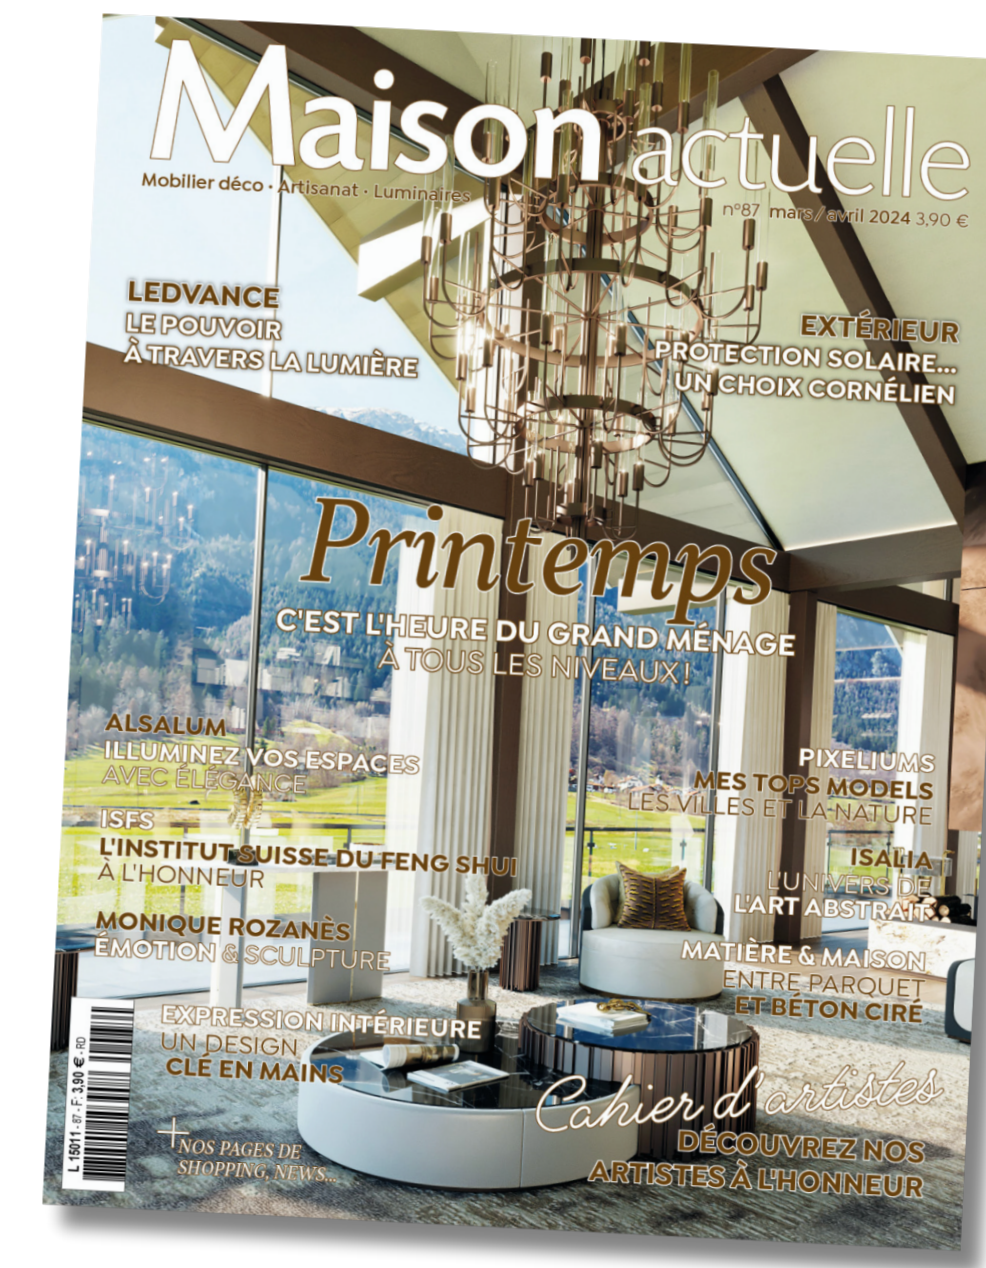 Maison actuelle
Mobilier déco · Artisanat · Luminaires
n°87 mars / avril 2024 3,90 €
LEDVANCE
LE POUVOIR
À TRAVERS LA LUMIÈRE
EXTÉRIEUR
PROTECTION SOLAIRE...
UN CHOIX CORNÉLIEN
Printemps
C'EST L'HEURE DU GRAND MÉNAGE
À TOUS LES NIVEAUX !
ALSALUM
ILLUMINEZ VOS ESPACES
AVEC ÉLÉGANCE
ISFS
L'INSTITUT SUISSE DU FENG SHUI
À L'HONNEUR
MONIQUE ROZANÈS
ÉMOTION & SCULPTURE
EXPRESSION INTÉRIEURE
UN DESIGN
CLÉ EN MAINS
+ NOS PAGES DE
SHOPPING, NEWS...
PIXELIUMS
MES TOPS MODELS
LES VILLES ET LA NATURE
ISALIA
L'UNIVERS DE
L'ART ABSTRAIT
MATIÈRE & MAISON
ENTRE PARQUET
ET BÉTON CIRÉ
Cahier d'artistes
DÉCOUVREZ NOS
ARTISTES À L'HONNEUR
L 15011 - 87 - F: 3,90 € - RD